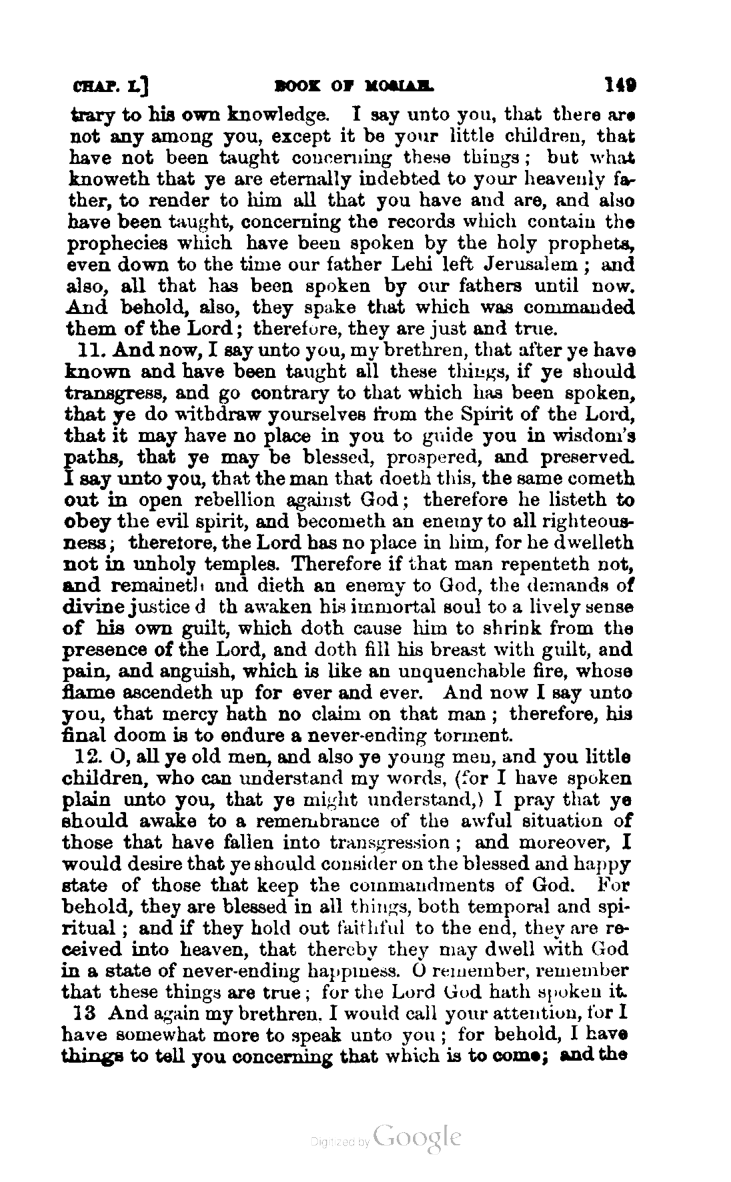 CHAP. I.] BOOK OF MOSIAH. 149
trary to his own knowledge. I say unto you, that there are
not any among you, except it be your little children, that
have not been taught concerning these things; but what
knoweth that ye are eternally indebted to your heavenly fa-
ther, to render to him all that you have and are, and also
have been taught, concerning the records which contain the
prophecies which have been spoken by the holy prophets,
even down to the time our father Lehi left Jerusalem; and
also, all that has been spoken by our fathers until now.
And behold, also, they spake that which was commanded
them of the Lord; therefore, they are just and true.
11. And now, I say unto you, my brethren, that after ye have
known and have been taught all these things, if ye should
transgress, and go contrary to that which has been spoken,
that ye do withdraw yourselves from the Spirit of the Lord,
that it may have no place in you to guide you in wisdom's
paths, that ye may be blessed, prospered, and preserved.
I say unto you, that the man that doeth this, the same cometh
out in open rebellion against God; therefore he listeth to
obey the evil spirit, and becometh an enemy to all righteous-
ness; therefore, the Lord has no place in him, for he dwelleth
not in unholy temples. Therefore if that man repenteth not,
and remaineth and dieth an enemy to God, the demands of
divine justice d th awaken his immortal soul to a lively sense
of his own guilt, which doth cause him to shrink from the
presence of the Lord, and doth fill his breast with guilt, and
pain, and anguish, which is like an unquenchable fire, whose
flame ascendeth up for ever and ever. And now I say unto
you, that mercy hath no claim on that man; therefore, his
final doom is to endure a never-ending torment.
12. O, all ye old men, and also ye young men, and you little
children, who can understand my words, (for I have spoken
plain unto you, that ye might understand,) I pray that ye
should awake to a remembrance of the awful situation of
those that have fallen into transgression; and moreover, I
would desire that ye should consider on the blessed and happy
state of those that keep the commandments of God. For
behold, they are blessed in all things, both temporal and spi-
ritual; and if they hold out faithful to the end, they are re-
ceived into heaven, that thereby they may dwell with God
in a state of never-ending happiness. O remember, remember
that these things are true; for the Lord God hath spoken it.
13 And again my brethren, I would call your attention, for I
have somewhat more to speak unto you; for behold, I have
things to tell you concerning that which is to come; and the
Digitized by Google